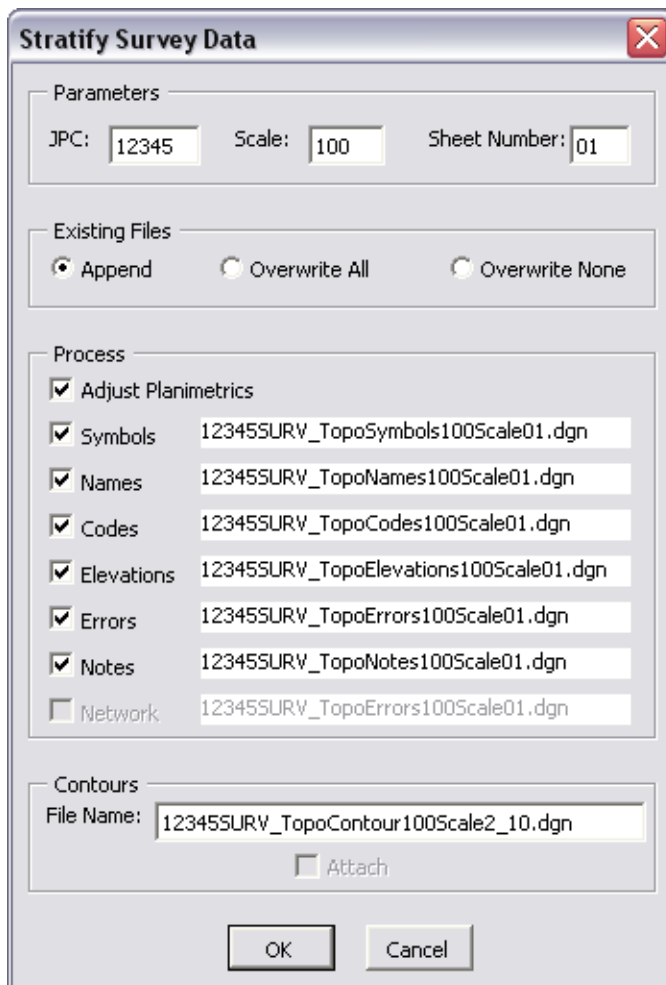 Stratify Survey Data
Parameters
JPC: 12345 Scale: 100 Sheet Number: 01
Existing Files
Append Overwrite All Overwrite None
Process
Adjust Planimetrics
Symbols 12345SURV_TopoSymbols100Scale01.dgn
Names 12345SURV_TopoNames100Scale01.dgn
Codes 12345SURV_TopoCodes100Scale01.dgn
Elevations 12345SURV_TopoElevations100Scale01.dgn
Errors 12345SURV_TopoErrors100Scale01.dgn
Notes 12345SURV_TopoNotes100Scale01.dgn
Network 12345SURV_TopoErrors100Scale01.dgn
Contours
File Name: 12345SURV_TopoContour100Scale2_10.dgn
Attach
OK Cancel